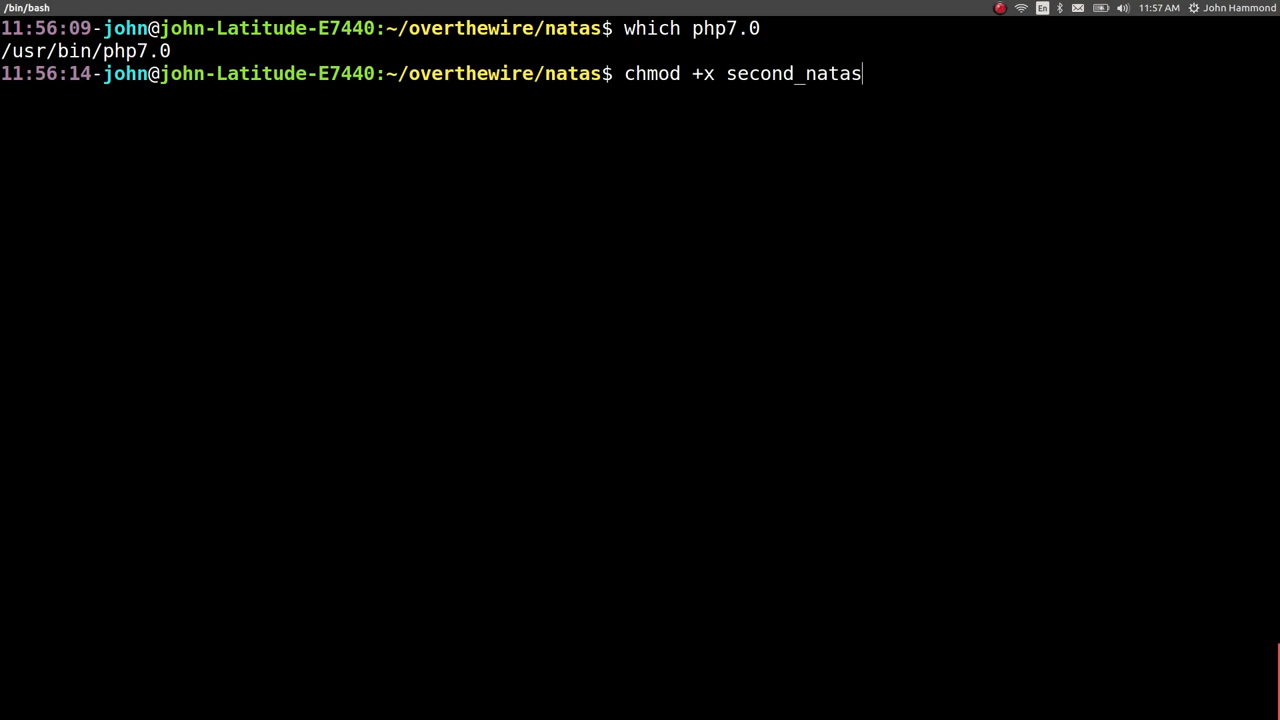 /bin/bash
En
11:57 AM
John Hammond
11:56:09-john@john-Latitude-E7440:~/overthewire/natas$ which php7.0
/usr/bin/php7.0
11:56:14-john@john-Latitude-E7440:~/overthewire/natas$ chmod +x second_natas